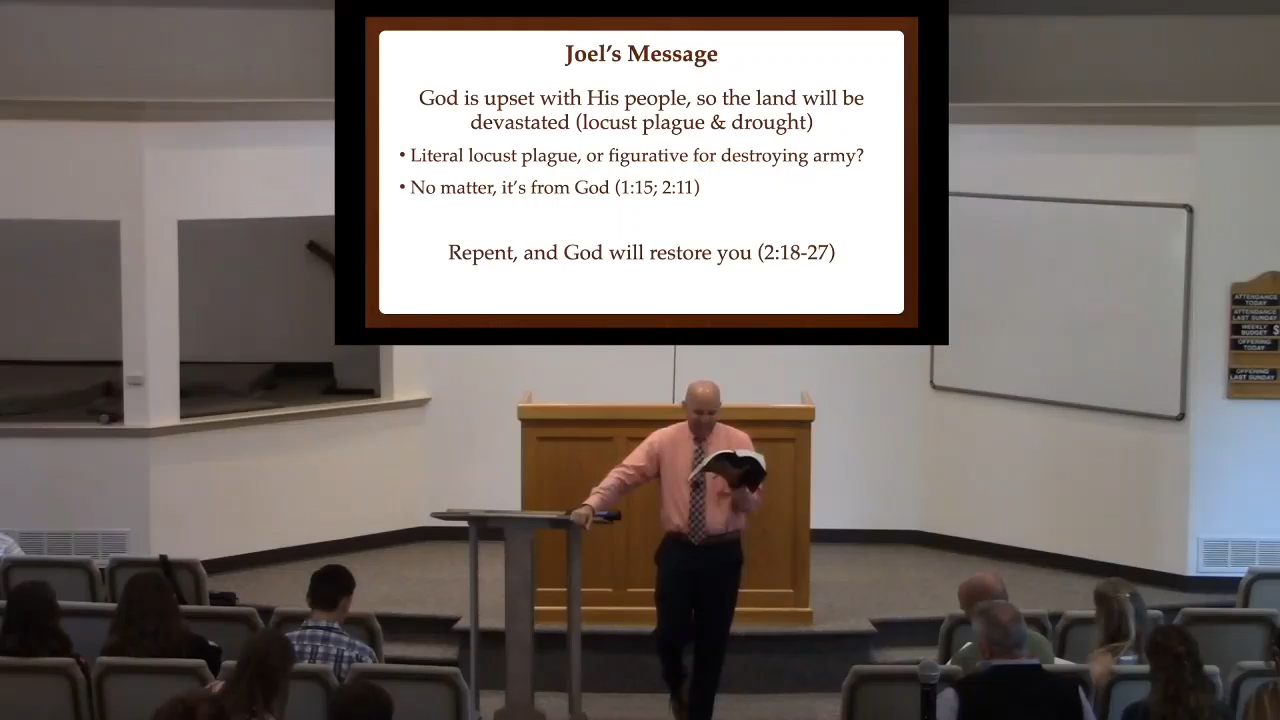 Joel's Message
God is upset with His people, so the land will be
devastated (locust plague & drought)
• Literal locust plague, or figurative for destroying army?
• No matter, it's from God (1:15; 2:11)
Repent, and God will restore you (2:18-27)
ATTENDANCE
TODAY
ATTENDANCE
LAST SUNDAY
WEEKLY
BUDGET $
OFFERING
TODAY
OFFERING
LAST SUNDAY